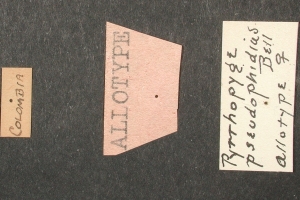 COLOMBIA
ALLOTYPE
Pyrrhopyge
pseudophidias
Bell
allotype ♀